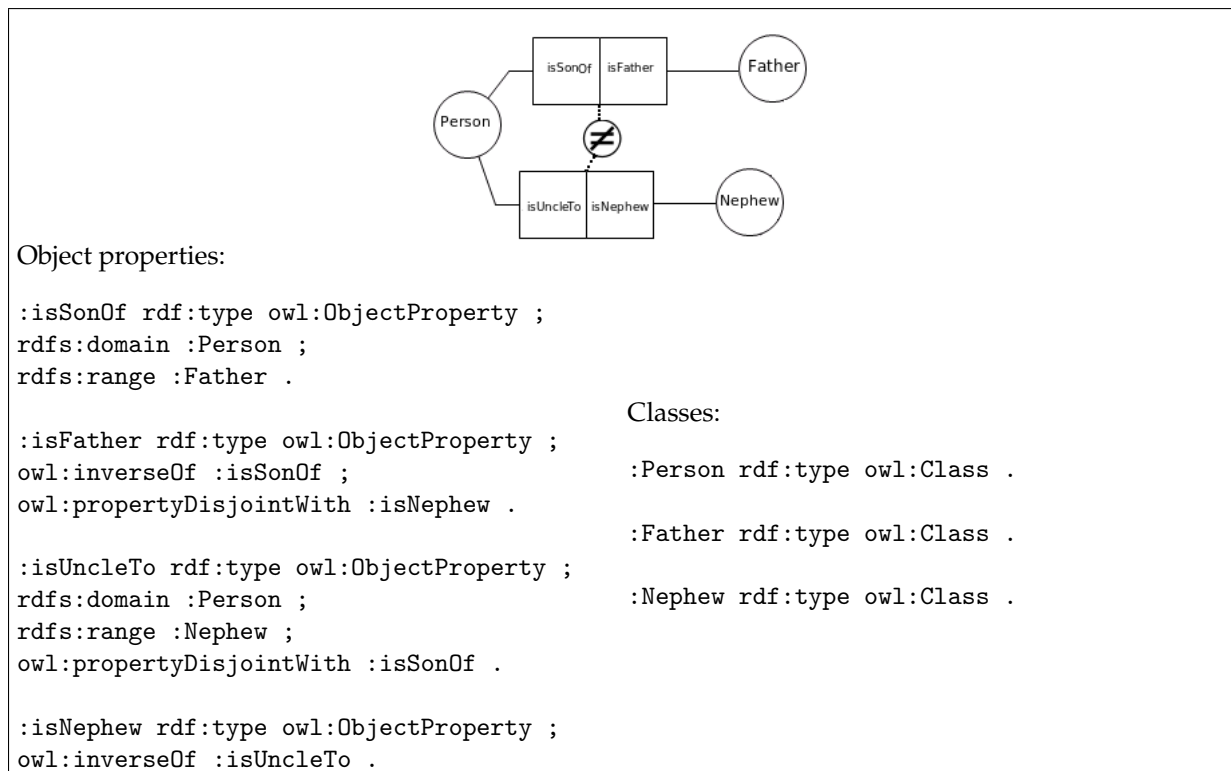 isSonOf isFather
Father
Person
≠
isUncleTo isNephew
Nephew
Object properties:
:isSonOf rdf:type owl:ObjectProperty ;
rdfs:domain :Person ;
rdfs:range :Father .
:isFather rdf:type owl:ObjectProperty ;
owl:inverseOf :isSonOf ;
owl:propertyDisjointWith :isNephew .
:isUncleTo rdf:type owl:ObjectProperty ;
rdfs:domain :Person ;
rdfs:range :Nephew ;
owl:propertyDisjointWith :isSonOf .
:isNephew rdf:type owl:ObjectProperty ;
owl:inverseOf :isUncleTo .
Classes:
:Person rdf:type owl:Class .
:Father rdf:type owl:Class .
:Nephew rdf:type owl:Class .